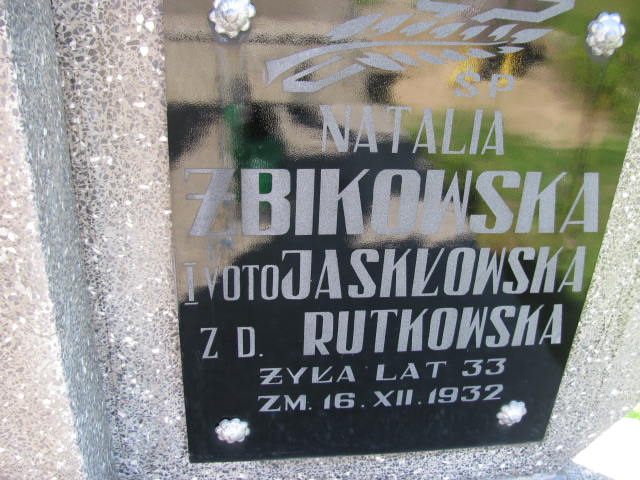 ŚP
NATALIA
ŻBIKOWSKA
I VOTO JASKŁOWSKA
Z D. RUTKOWSKA
ŻYŁA LAT 33
ZM. 16. XII. 1932